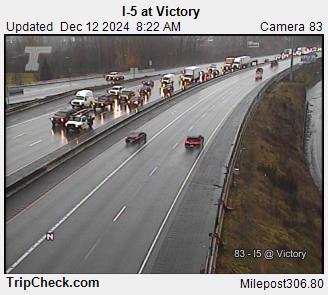 I-5 at Victory
Updated Dec 12 2024 8:22 AM Camera 83
T
N
83 - I5 @ Victory
TripCheck.com Milepost306.80